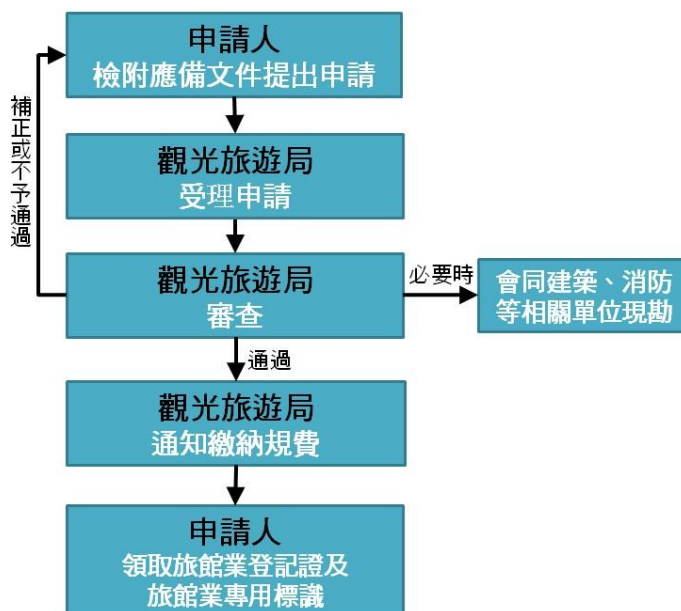 申請人
檢附應備文件提出申請
補正或不予通過
觀光旅遊局
受理申請
觀光旅遊局
審查
必要時
會同建築、消防
等相關單位現勘
通過
觀光旅遊局
通知繳納規費
申請人
領取旅館業登記證及
旅館業專用標識